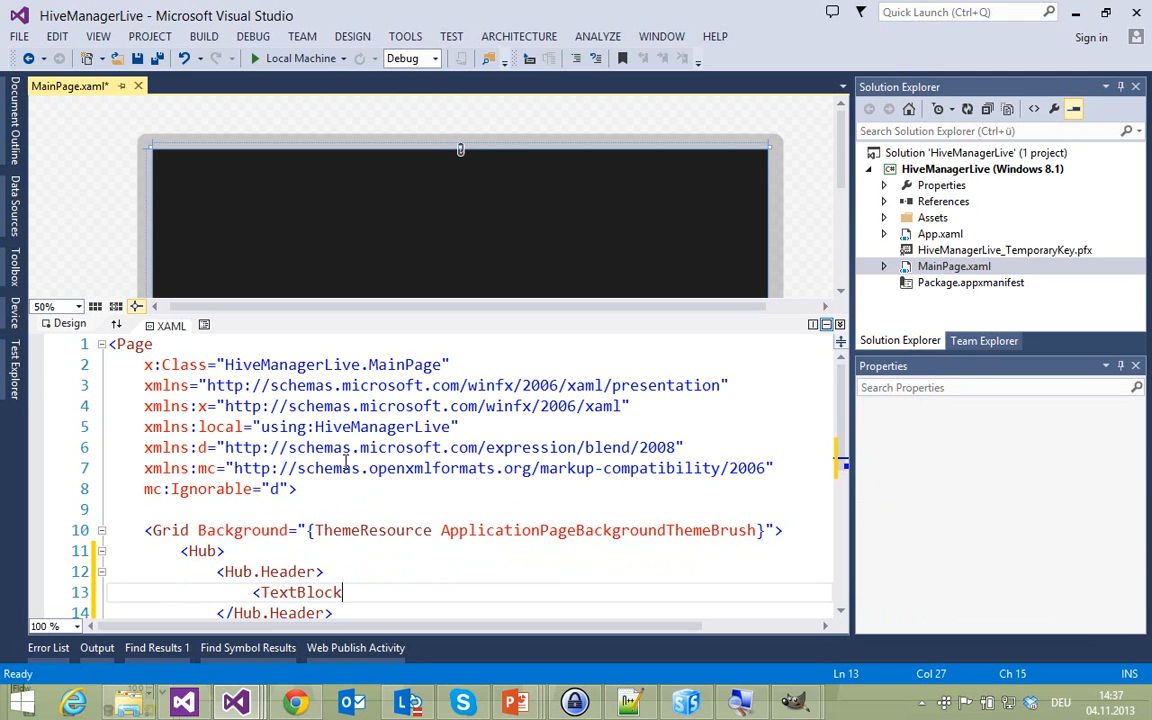 HiveManagerLive - Microsoft Visual Studio
Quick Launch (Ctrl+Q)
FILE EDIT VIEW PROJECT BUILD DEBUG TEAM DESIGN TOOLS TEST ARCHITECTURE ANALYZE WINDOW HELP
Sign in
Local Machine Debug
MainPage.xaml*
Document Outline
Data Sources
Toolbox
Device
Test Explorer
50%
Design XAML
1 <Page
2 x:Class="HiveManagerLive.MainPage"
3 xmlns="http://schemas.microsoft.com/winfx/2006/xaml/presentation"
4 xmlns:x="http://schemas.microsoft.com/winfx/2006/xaml"
5 xmlns:local="using:HiveManagerLive"
6 xmlns:d="http://schemas.microsoft.com/expression/blend/2008"
7 xmlns:mc="http://schemas.openxmlformats.org/markup-compatibility/2006"
8 mc:Ignorable="d">
9
10 <Grid Background="{ThemeResource ApplicationPageBackgroundThemeBrush}">
11 <Hub>
12 <Hub.Header>
13 <TextBlock
14 </Hub.Header>
100 %
Solution Explorer
Search Solution Explorer (Ctrl+ü)
Solution 'HiveManagerLive' (1 project)
HiveManagerLive (Windows 8.1)
Properties
References
Assets
App.xaml
HiveManagerLive_TemporaryKey.pfx
MainPage.xaml
Package.appxmanifest
Solution Explorer Team Explorer
Properties
Search Properties
Error List Output Find Results 1 Find Symbol Results Web Publish Activity
Ready Ln 13 Col 27 Ch 15 INS
DEU
14:37
04.11.2013